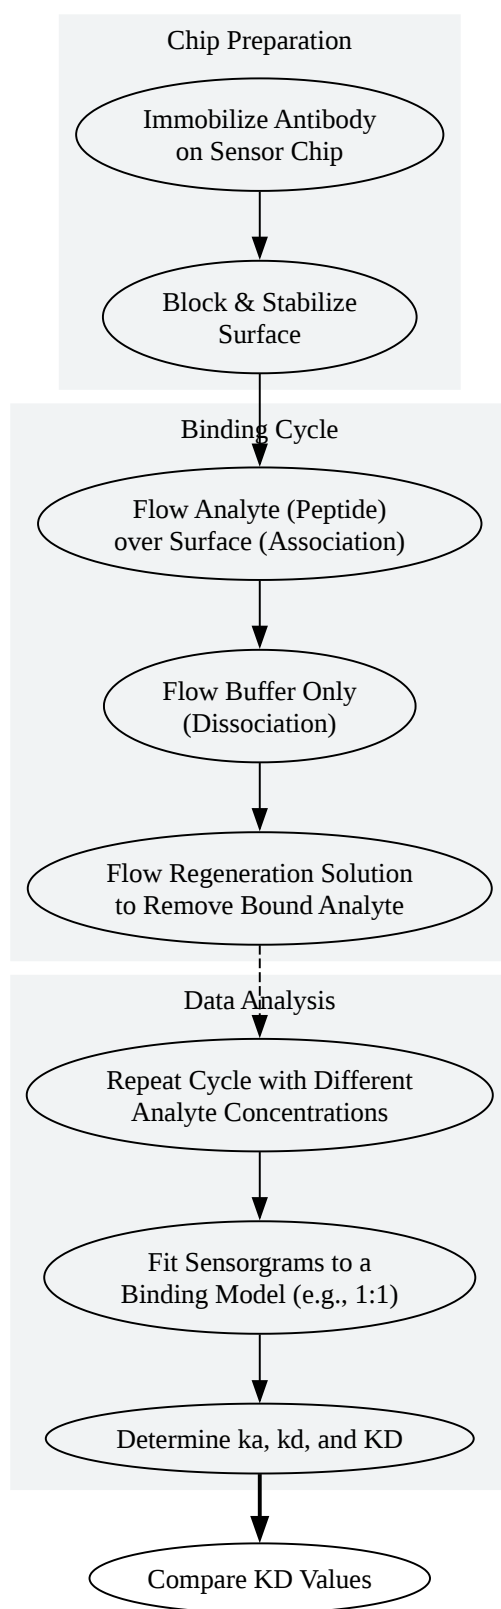 Chip Preparation
Immobilize Antibody
on Sensor Chip
Block & Stabilize
Surface
Binding Cycle
Flow Analyte (Peptide)
over Surface (Association)
Flow Buffer Only
(Dissociation)
Flow Regeneration Solution
to Remove Bound Analyte
Data Analysis
Repeat Cycle with Different
Analyte Concentrations
Fit Sensorgrams to a
Binding Model (e.g., 1:1)
Determine ka, kd, and KD
Compare KD Values